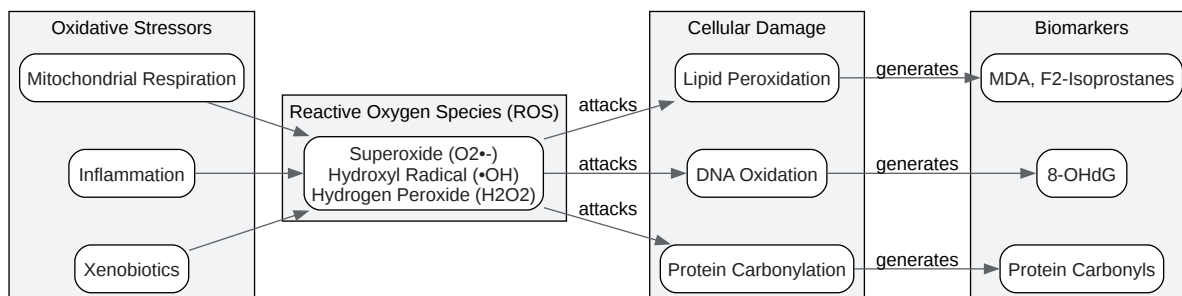 Oxidative Stressors
Mitochondrial Respiration
Inflammation
Xenobiotics
Reactive Oxygen Species (ROS)
Superoxide (O2•-)
Hydroxyl Radical (•OH)
Hydrogen Peroxide (H2O2)
attacks
attacks
attacks
Cellular Damage
Lipid Peroxidation
DNA Oxidation
Protein Carbonylation
generates
generates
generates
Biomarkers
MDA, F2-Isoprostanes
8-OHdG
Protein Carbonyls